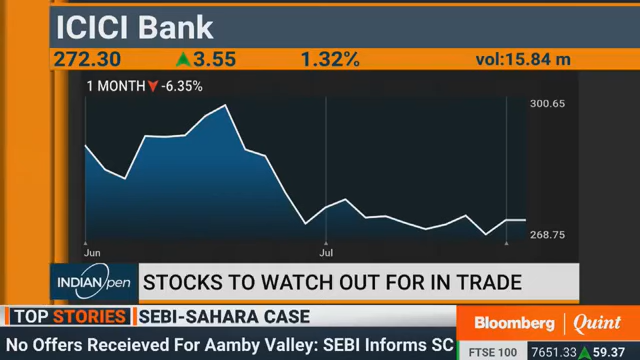 ICICI Bank
272.30 3.55 1.32% vol:15.84 m
1 MONTH -6.35%
300.65
268.75
Jun Jul
INDIAN Open STOCKS TO WATCH OUT FOR IN TRADE
TOP STORIES SEBI-SAHARA CASE
No Offers Receieved For Aamby Valley: SEBI Informs SC
Bloomberg Quint
FTSE 100 7651.33 59.37